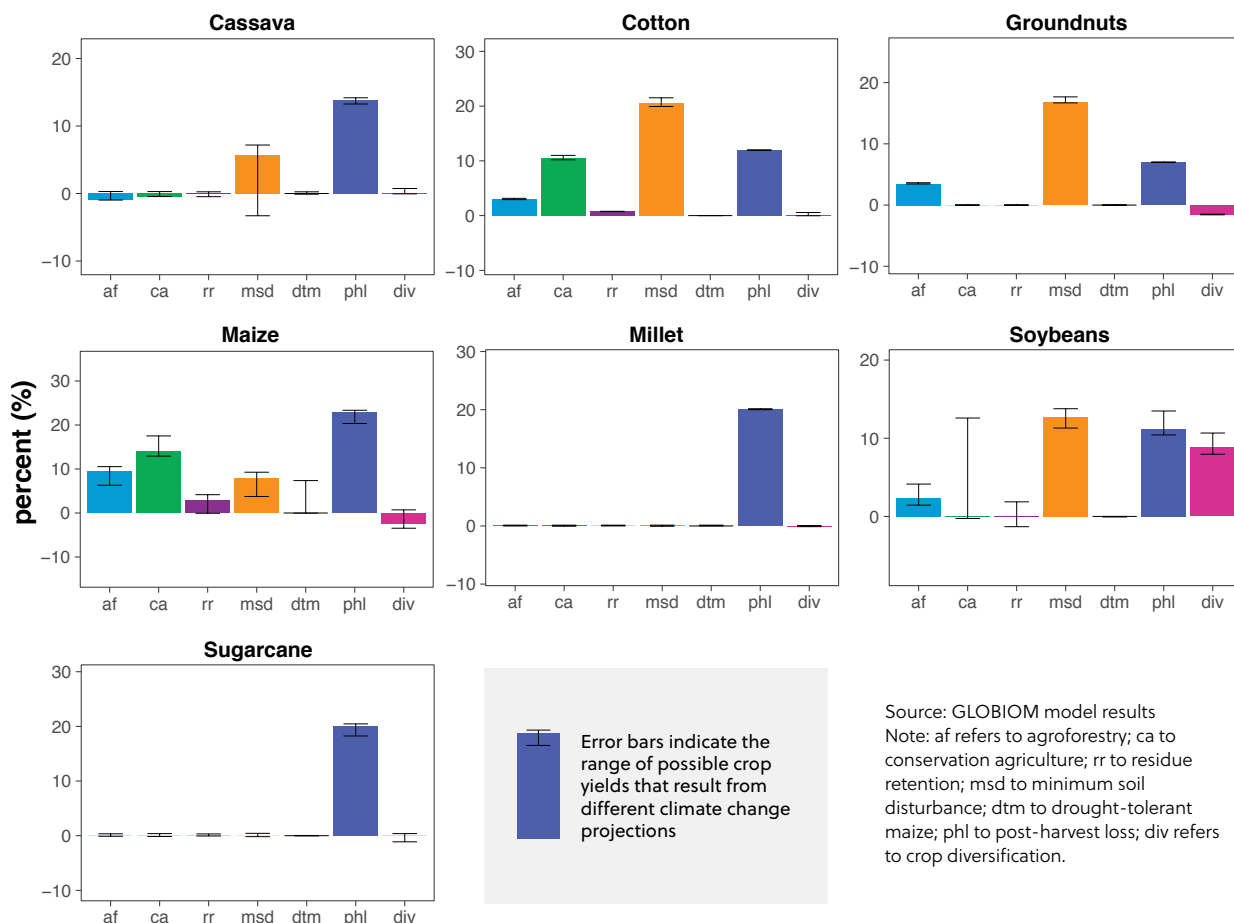 Cassava
20
10
0
−10
af ca rr msd dtm phl div
Cotton
30
20
10
0
−10
af ca rr msd dtm phl div
Groundnuts
20
10
0
−10
af ca rr msd dtm phl div
percent (%)
Maize
30
20
10
0
−10
af ca rr msd dtm phl div
Millet
30
20
10
0
−10
af ca rr msd dtm phl div
Soybeans
20
10
0
af ca rr msd dtm phl div
Sugarcane
30
20
10
0
−10
af ca rr msd dtm phl div
Error bars indicate the
range of possible crop
yields that result from
different climate change
projections
Source: GLOBIOM model results
Note: af refers to agroforestry; ca to
conservation agriculture; rr to residue
retention; msd to minimum soil
disturbance; dtm to drought-tolerant
maize; phl to post-harvest loss; div refers
to crop diversification.